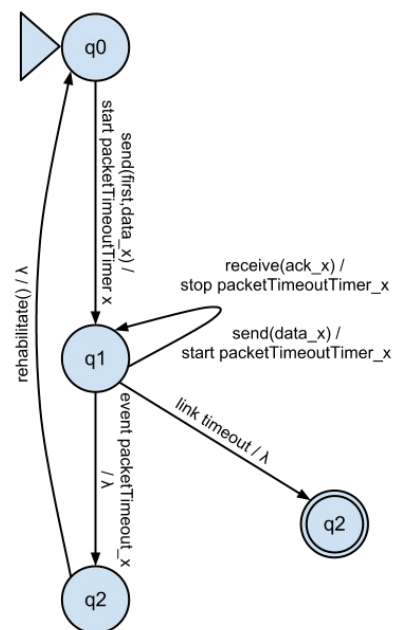 q0
send(first,data_x) /
start packetTimeoutTimer x
receive(ack_x) /
stop packetTimeoutTimer_x
send(data_x) /
start packetTimeoutTimer_x
rehabilitate() / λ
q1
event packetTimeout_x
/ λ
link timeout / λ
q2
q2